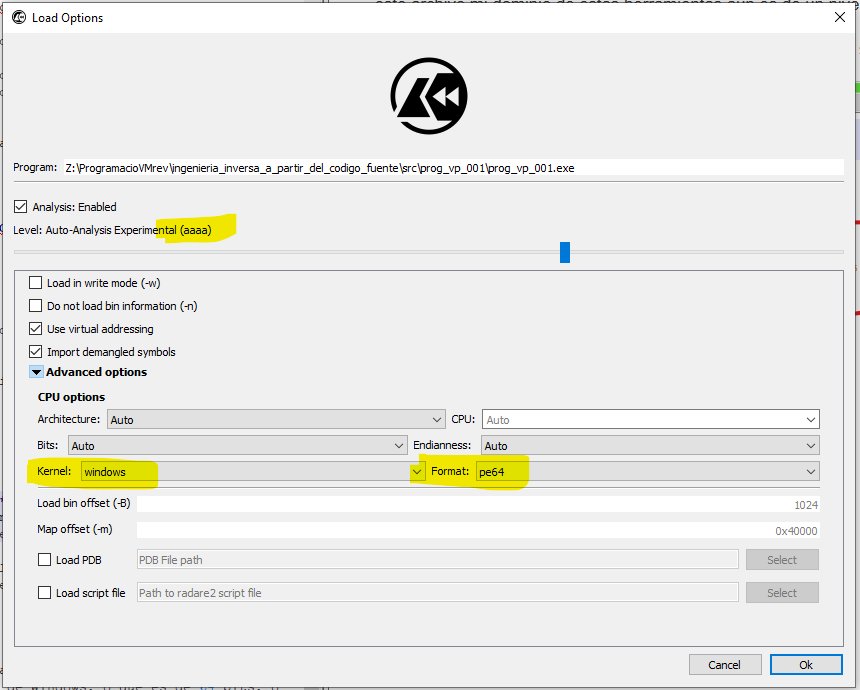 Load Options
Program: Z:\ProgramacioVMrev\ingenieria_inversa_a_partir_del_codigo_fuente\src\prog_vp_001\prog_vp_001.exe
Analysis: Enabled
Level: Auto-Analysis Experimental (aaaa)
Load in write mode (-w)
Do not load bin information (-n)
Use virtual addressing
Import demangled symbols
Advanced options
CPU options
Architecture: Auto CPU: Auto
Bits: Auto Endianness: Auto
Kernel: windows Format: pe64
Load bin offset (-B) 1024
Map offset (-m) 0x40000
Load PDB PDB File path Select
Load script file Path to radare2 script file Select
Cancel Ok